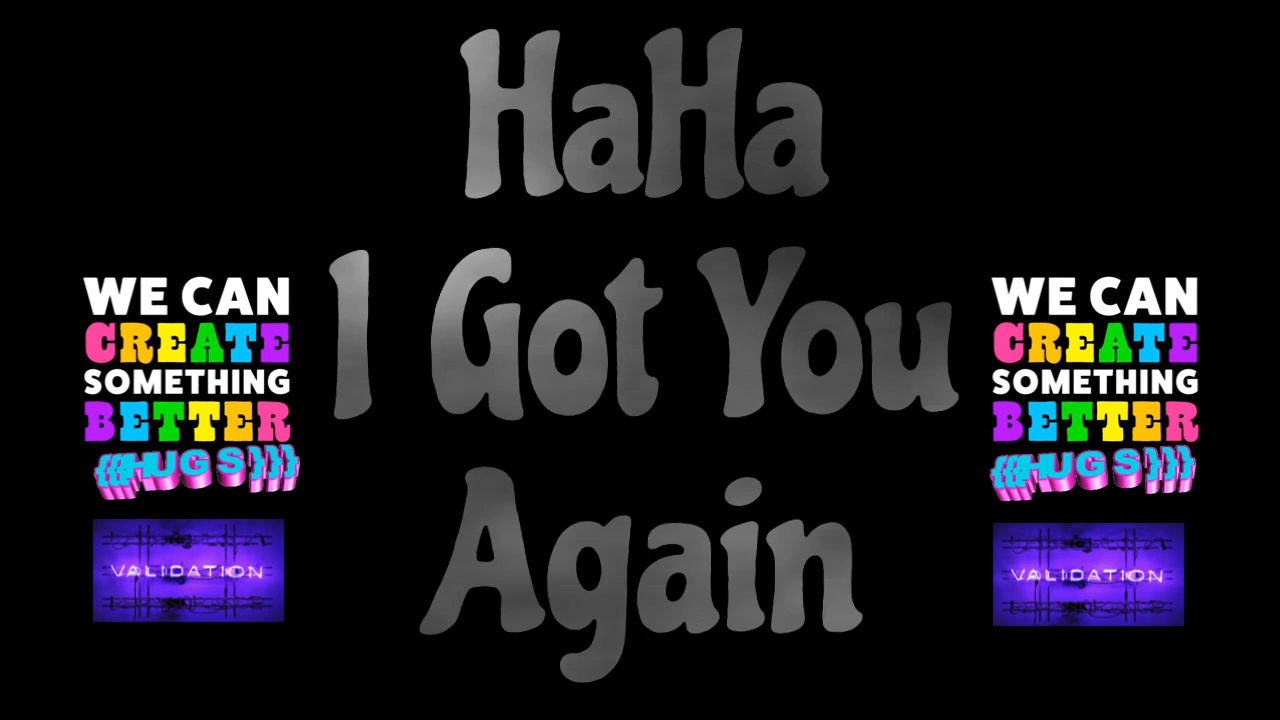 HaHa
I Got You
Again
WE CAN
CREATE
SOMETHING
BETTER
{{{HUGS}}}
VALIDATION
WE CAN
CREATE
SOMETHING
BETTER
{{{HUGS}}}
VALIDATION